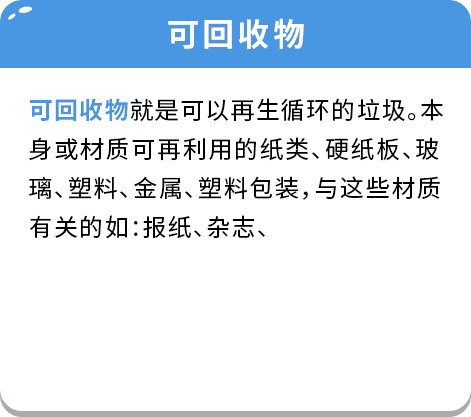 可回收物
可回收物就是可以再生循环的垃圾。本
身或材质可再利用的纸类、硬纸板、玻
璃、塑料、金属、塑料包装，与这些材质
有关的如：报纸、杂志、